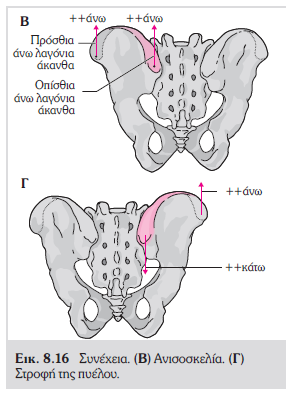 Β
++άνω ++άνω
Πρόσθια
άνω λαγόνια
άκανθα
Οπίσθια
άνω λαγόνια
άκανθα
Γ
++άνω
++κάτω
Εικ. 8.16 Συνέχεια. (Β) Ανισοσκελία. (Γ)
Στροφή της πυέλου.